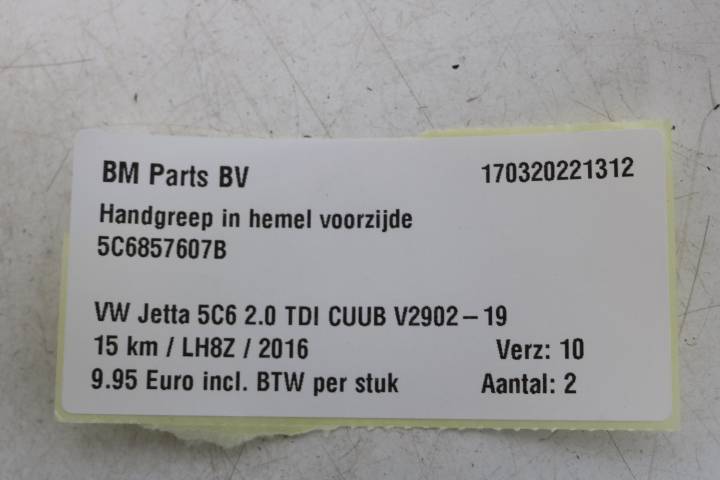 BM Parts BV 170320221312
Handgreep in hemel voorzijde
5C6857607B
VW Jetta 5C6 2.0 TDI CUUB V2902-19
15 km / LH8Z / 2016 Verz: 10
9.95 Euro incl. BTW per stuk Aantal: 2